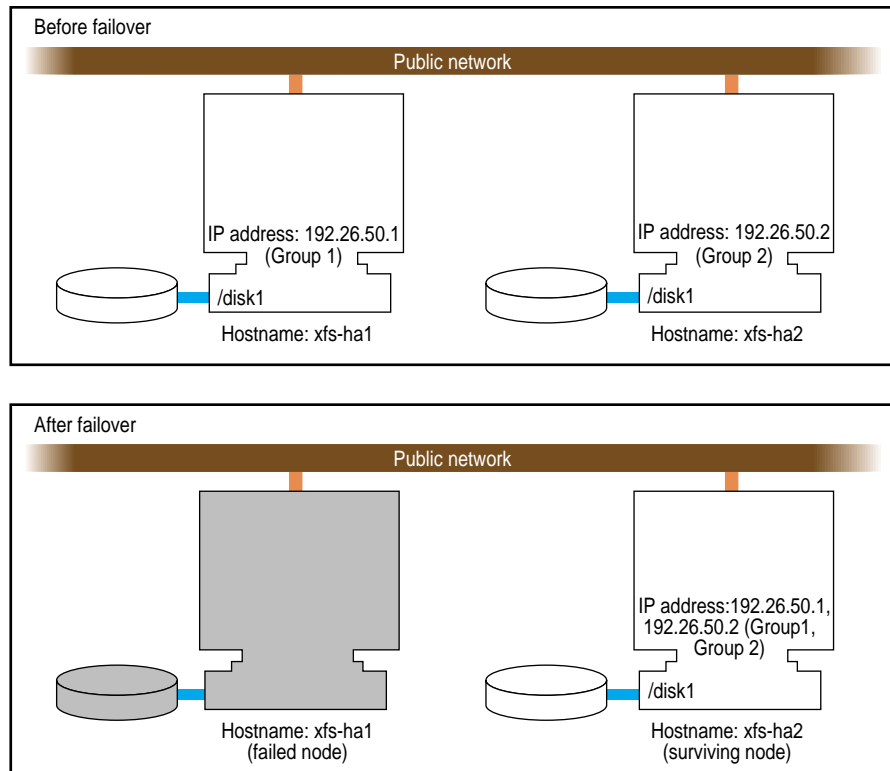 Before failover
Public network
IP address: 192.26.50.1
(Group 1)
IP address: 192.26.50.2
(Group 2)
/disk1
/disk1
Hostname: xfs-ha1
Hostname: xfs-ha2
After failover
Public network
IP address:192.26.50.1,
192.26.50.2 (Group1,
Group 2)
/disk1
Hostname: xfs-ha1
(failed node)
Hostname: xfs-ha2
(surviving node)